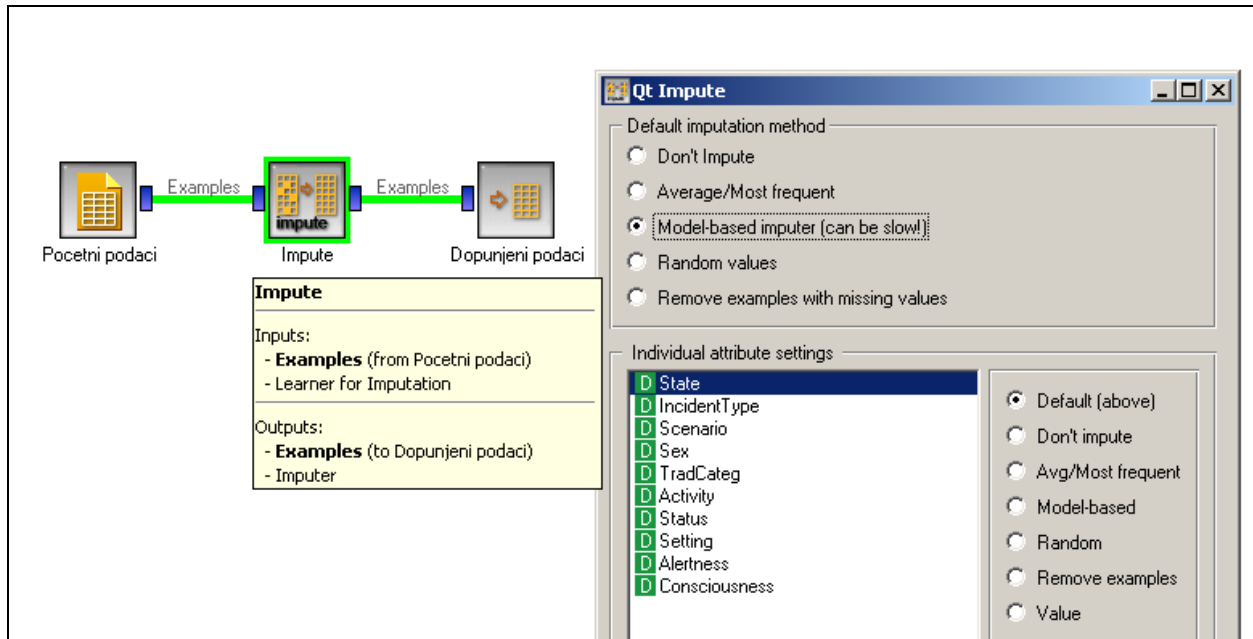 Examples
Examples
impute
Pocetni podaci
Impute
Dopunjeni podaci
Impute
Inputs:
- Examples (from Pocetni podaci)
- Learner for Imputation
Outputs:
- Examples (to Dopunjeni podaci)
- Imputer
Qt Impute
Default imputation method
Don't Impute
Average/Most frequent
Model-based imputer (can be slow!)
Random values
Remove examples with missing values
Individual attribute settings
D State
D IncidentType
D Scenario
D Sex
D TradCateg
D Activity
D Status
D Setting
D Alertness
D Consciousness
Default (above)
Don't impute
Avg/Most frequent
Model-based
Random
Remove examples
Value